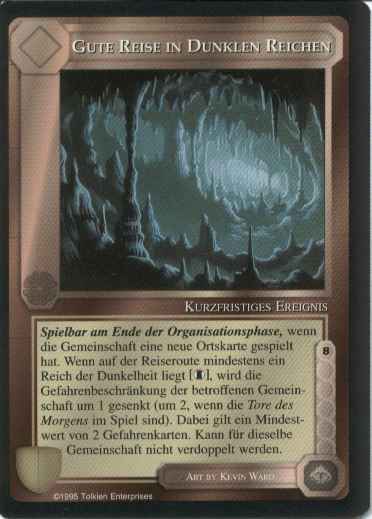 Gute Reise in Dunklen Reichen
Kurzfristiges Ereignis
Spielbar am Ende der Organisationsphase, wenn
die Gemeinschaft eine neue Ortskarte gespielt
hat. Wenn auf der Reiseroute mindestens ein
Reich der Dunkelheit liegt [], wird die
Gefahrenbeschränkung der betroffenen Gemein-
schaft um 1 gesenkt (um 2, wenn die Tore des
Morgens im Spiel sind). Dabei gilt ein Mindest-
wert von 2 Gefahrenkarten. Kann für dieselbe
Gemeinschaft nicht verdoppelt werden.
8
Art by Kevin Ward
©1995 Tolkien Enterprises